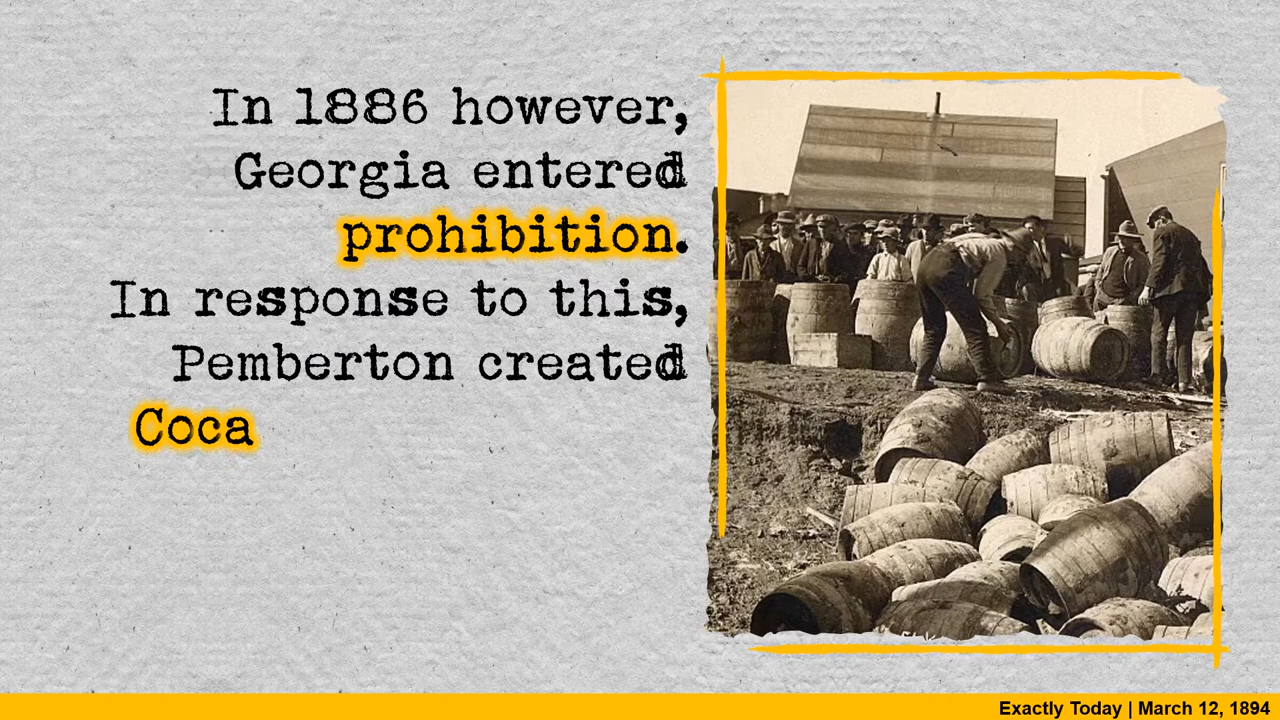 In 1886 however,
Georgia entered
prohibition.
In response to this,
Pemberton created
Coca
Exactly Today | March 12, 1894